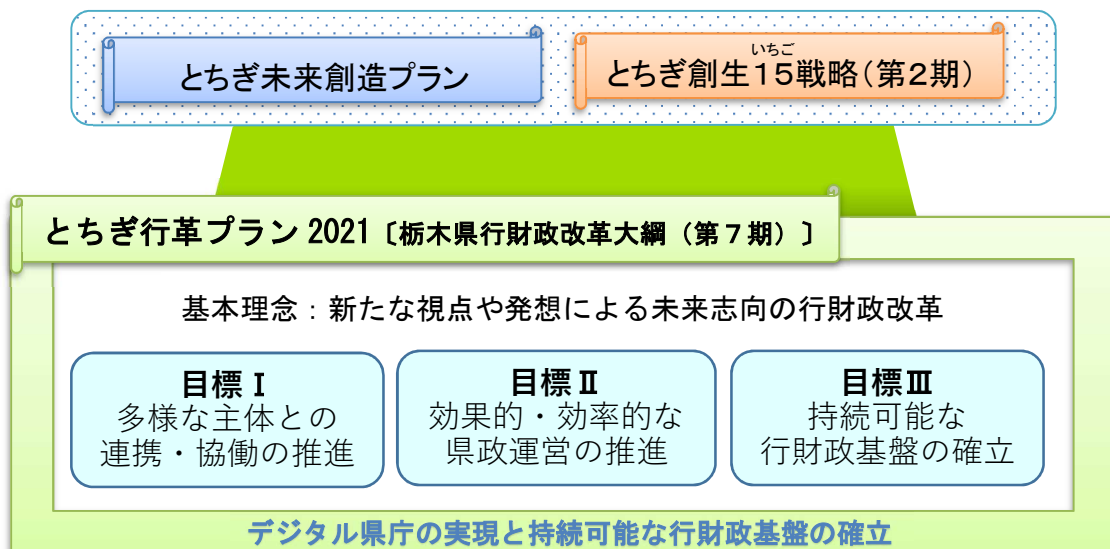 とちぎ未来創造プラン
いちご
とちぎ創生15戦略(第2期)
とちぎ行革プラン 2021〔栃木県行財政改革大綱(第7期)〕
基本理念:新たな視点や発想による未来志向の行財政改革
目標Ⅰ
多様な主体との
連携・協働の推進
目標Ⅱ
効果的・効率的な
県政運営の推進
目標Ⅲ
持続可能な
行財政基盤の確立
デジタル県庁の実現と持続可能な行財政基盤の確立